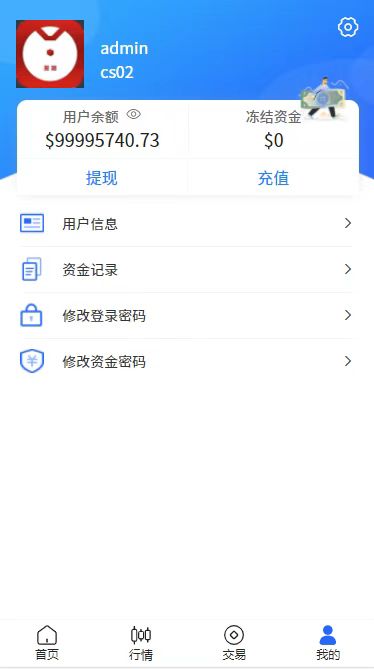 admin
cs02
用户余额
冻结资金
$99995740.73
$0
提现
充值
用户信息
资金记录
修改登录密码
修改资金密码
首页
行情
交易
我的